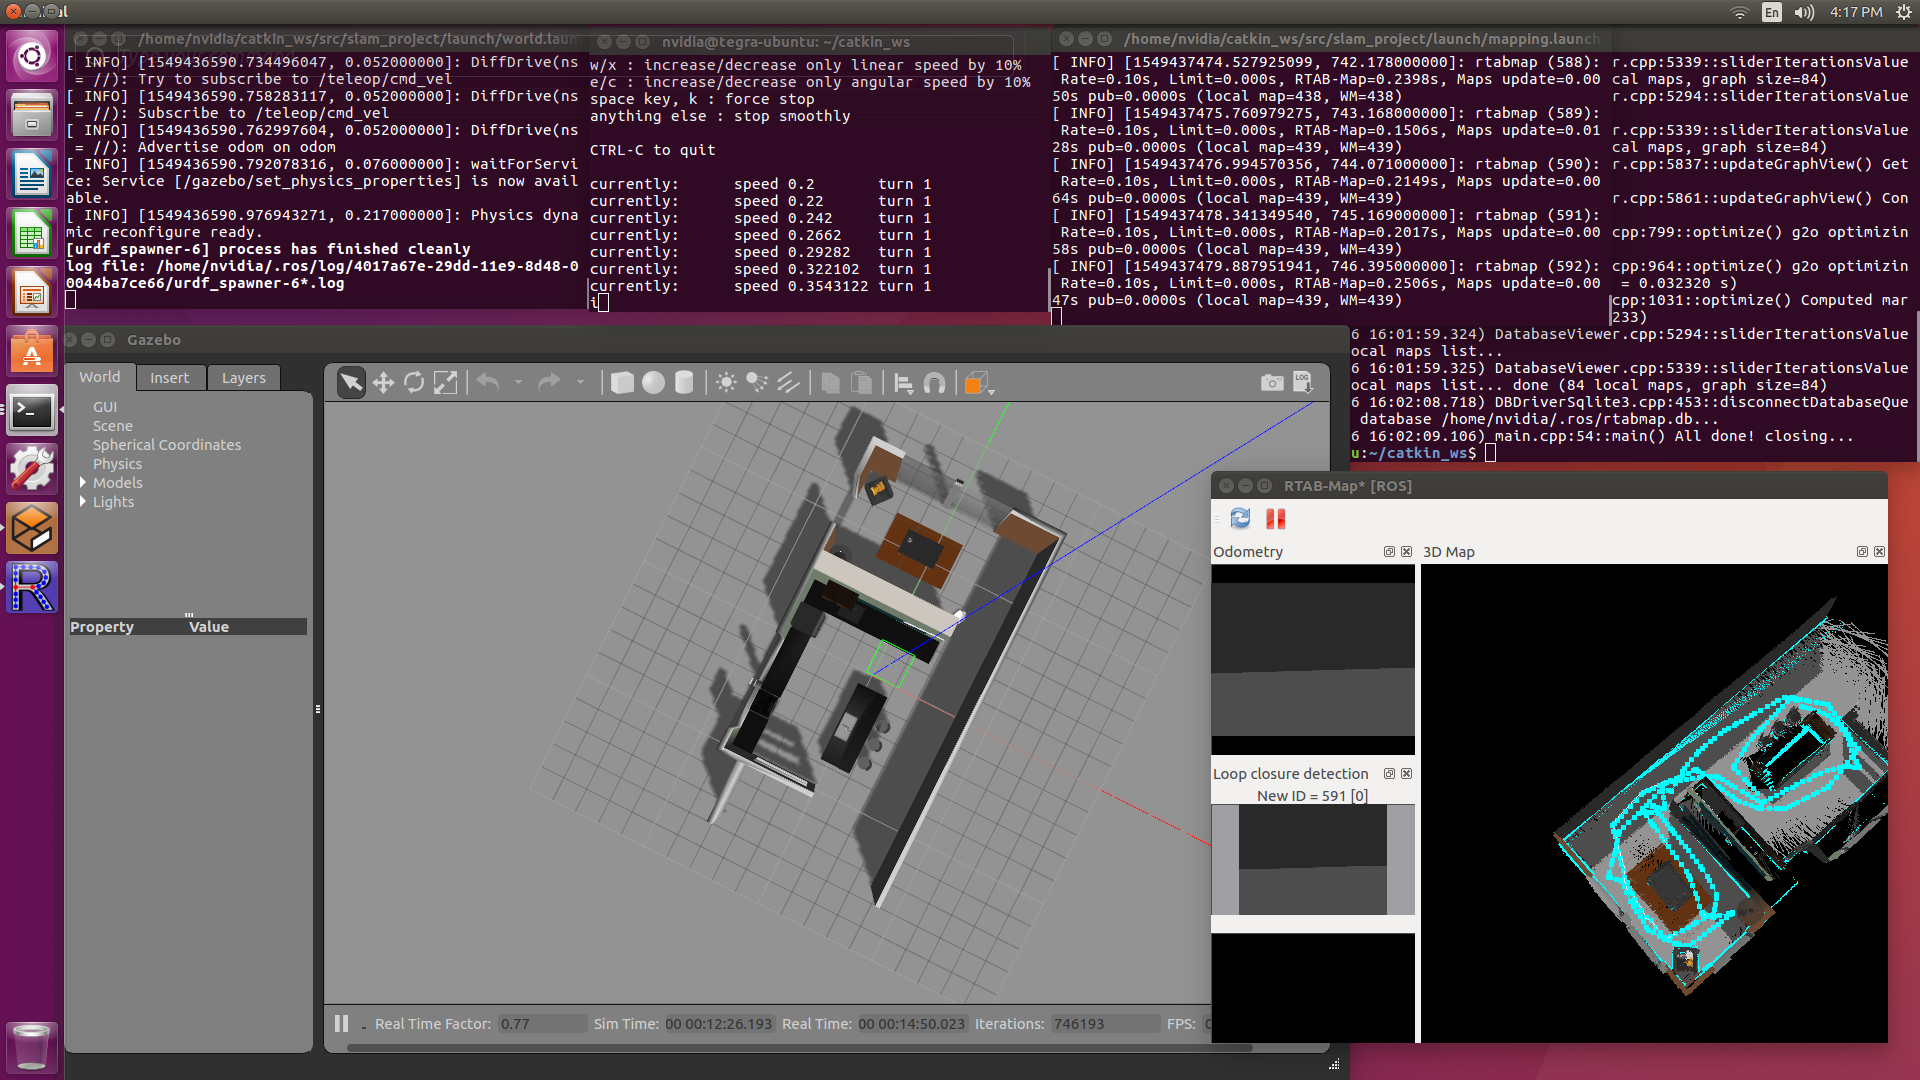 En
4:17 PM
/home/nvidia/catkin_ws/src/slam_project/launch/world.laun
[ INFO] [1549436590.734496047, 0.052000000]: DiffDrive(ns
= //): Try to subscribe to /teleop/cmd_vel
[ INFO] [1549436590.758283117, 0.052000000]: DiffDrive(ns
= //): Subscribe to /teleop/cmd_vel
[ INFO] [1549436590.762997604, 0.052000000]: DiffDrive(ns
= //): Advertise odom on odom
[ INFO] [1549436590.792078316, 0.076000000]: waitForServi
ce: Service [/gazebo/set_physics_properties] is now avail
able.
[ INFO] [1549436590.976943271, 0.217000000]: Physics dyna
mic reconfigure ready.
[urdf_spawner-6] process has finished cleanly
log file: /home/nvidia/.ros/log/4017a67e-29dd-11e9-8d48-0
0044ba7ce66/urdf_spawner-6*.log
nvidia@tegra-ubuntu: ~/catkin_ws
w/x : increase/decrease only linear speed by 10%
e/c : increase/decrease only angular speed by 10%
space key, k : force stop
anything else : stop smoothly
CTRL-C to quit
currently: speed 0.2 turn 1
currently: speed 0.22 turn 1
currently: speed 0.242 turn 1
currently: speed 0.2662 turn 1
currently: speed 0.29282 turn 1
currently: speed 0.322102 turn 1
currently: speed 0.3543122 turn 1
i
/home/nvidia/catkin_ws/src/slam_project/launch/mapping.launch
[ INFO] [1549437474.527925099, 742.178000000]: rtabmap (588):
Rate=0.10s, Limit=0.000s, RTAB-Map=0.2398s, Maps update=0.00
50s pub=0.0000s (local map=438, WM=438)
[ INFO] [1549437475.760979275, 743.168000000]: rtabmap (589):
Rate=0.10s, Limit=0.000s, RTAB-Map=0.1506s, Maps update=0.01
28s pub=0.0000s (local map=439, WM=439)
[ INFO] [1549437476.994570356, 744.071000000]: rtabmap (590):
Rate=0.10s, Limit=0.000s, RTAB-Map=0.2149s, Maps update=0.00
64s pub=0.0000s (local map=439, WM=439)
[ INFO] [1549437478.341349540, 745.169000000]: rtabmap (591):
Rate=0.10s, Limit=0.000s, RTAB-Map=0.2017s, Maps update=0.00
58s pub=0.0000s (local map=439, WM=439)
[ INFO] [1549437479.887951941, 746.395000000]: rtabmap (592):
Rate=0.10s, Limit=0.000s, RTAB-Map=0.2506s, Maps update=0.00
47s pub=0.0000s (local map=439, WM=439)
r.cpp:5339::sliderIterationsValue
cal maps, graph size=84)
r.cpp:5294::sliderIterationsValue
r.cpp:5339::sliderIterationsValue
cal maps, graph size=84)
r.cpp:5837::updateGraphView() Get
r.cpp:5861::updateGraphView() Con
cpp:799::optimize() g2o optimizin
cpp:964::optimize() g2o optimizin
= 0.032320 s)
cpp:1031::optimize() Computed mar
233)
6 16:01:59.324) DatabaseViewer.cpp:5294::sliderIterationsValue
ocal maps list...
6 16:01:59.325) DatabaseViewer.cpp:5339::sliderIterationsValue
ocal maps list... done (84 local maps, graph size=84)
6 16:02:08.718) DBDriverSqlite3.cpp:453::disconnectDatabaseQue
database /home/nvidia/.ros/rtabmap.db...
6 16:02:09.106) main.cpp:54::main() All done! closing...
u:~/catkin_ws$
Gazebo
World
Insert
Layers
GUI
Scene
Spherical Coordinates
Physics
Models
Lights
Property Value
LOG
Real Time Factor: 0.77 Sim Time: 00 00:12:26.193 Real Time: 00 00:14:50.023 Iterations: 746193 FPS:
RTAB-Map* [ROS]
Odometry
3D Map
Loop closure detection
New ID = 591 [0]